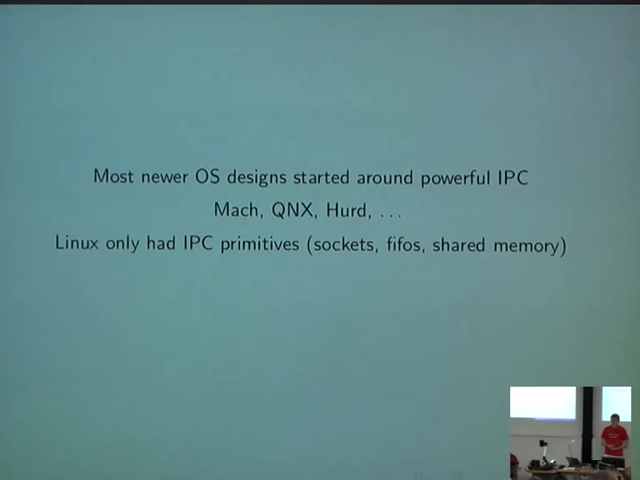 Most newer OS designs started around powerful IPC
Mach, QNX, Hurd, ...
Linux only had IPC primitives (sockets, fifos, shared memory)